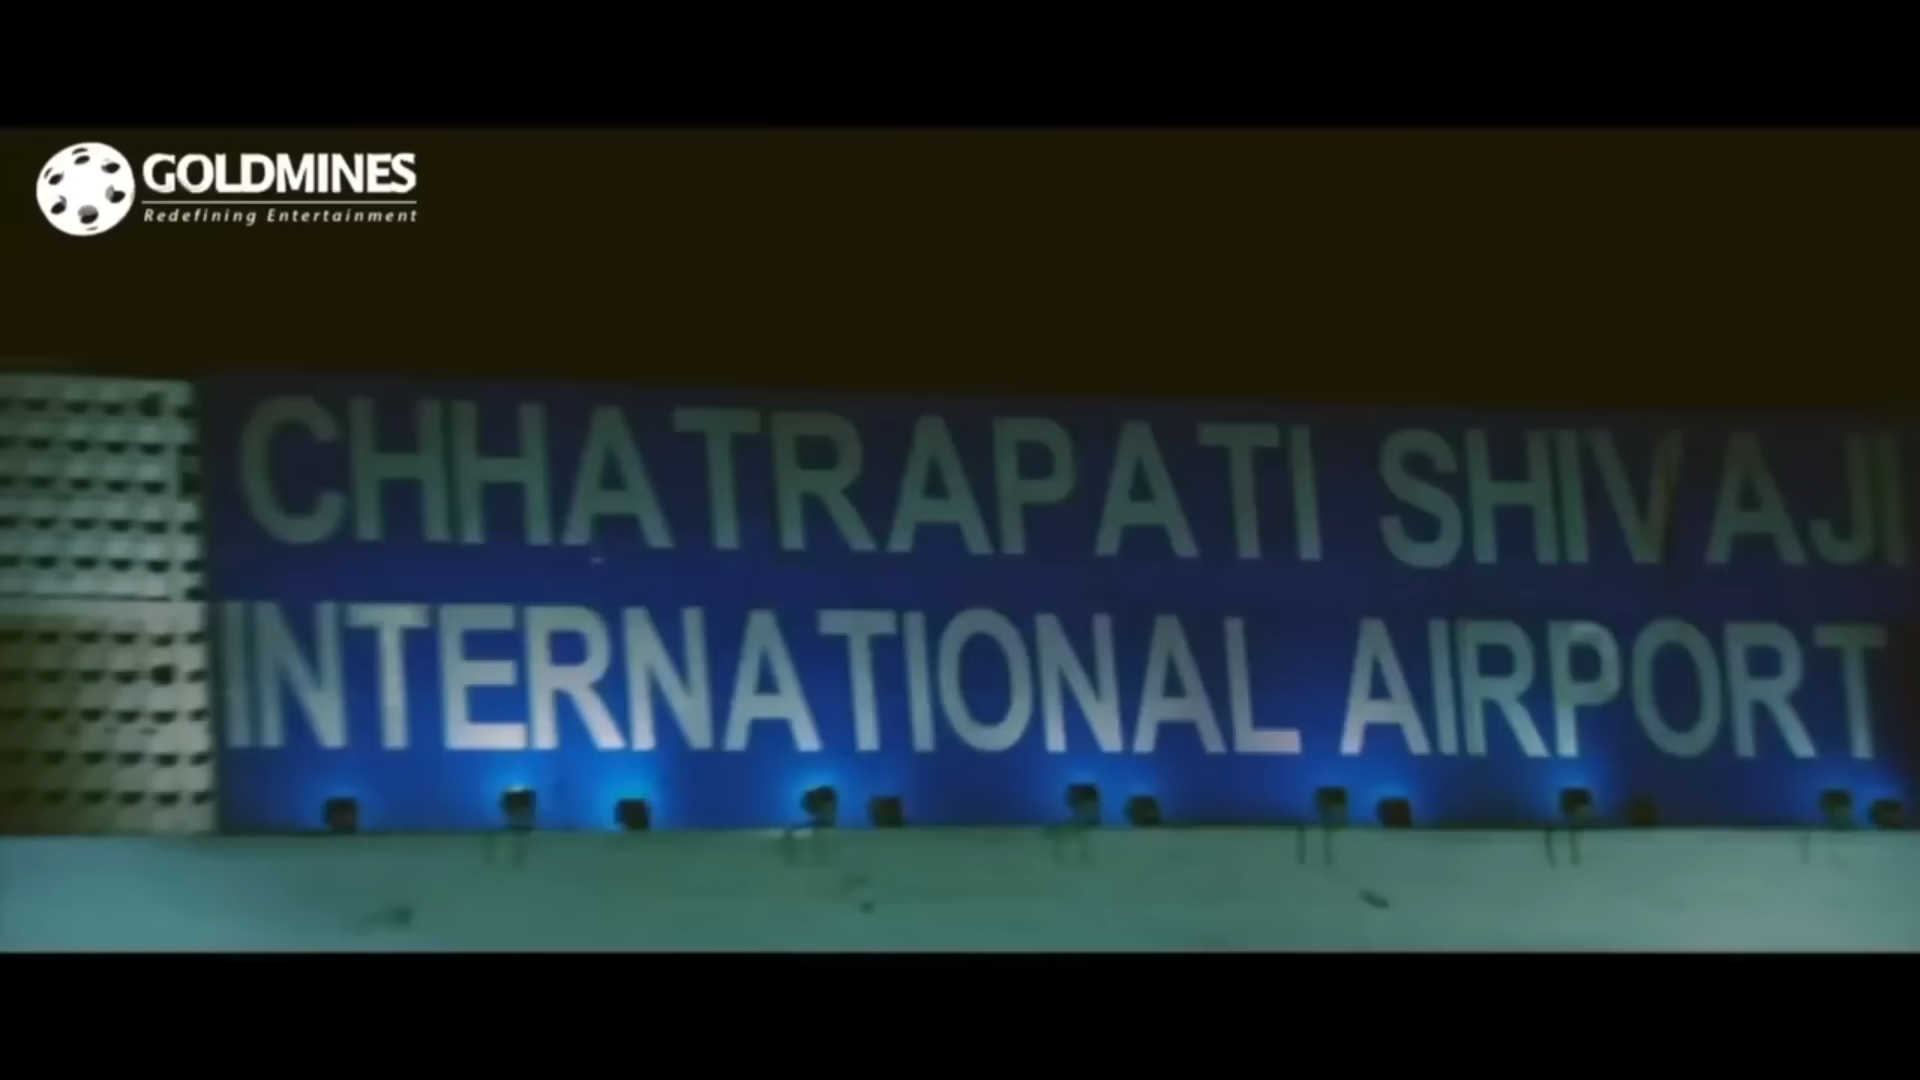 GOLDMINES
Redefining Entertainment
CHHATRAPATI SHIVAJI
INTERNATIONAL AIRPORT